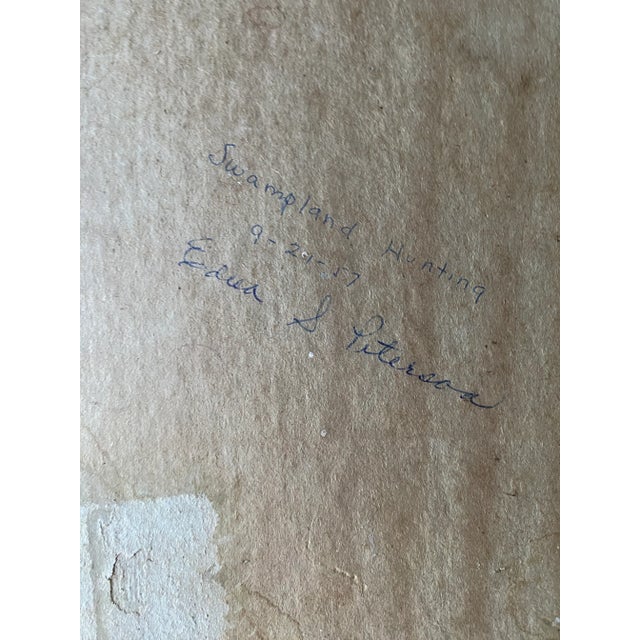 Swampland Hunting
9-29-57
Edna S Peterson